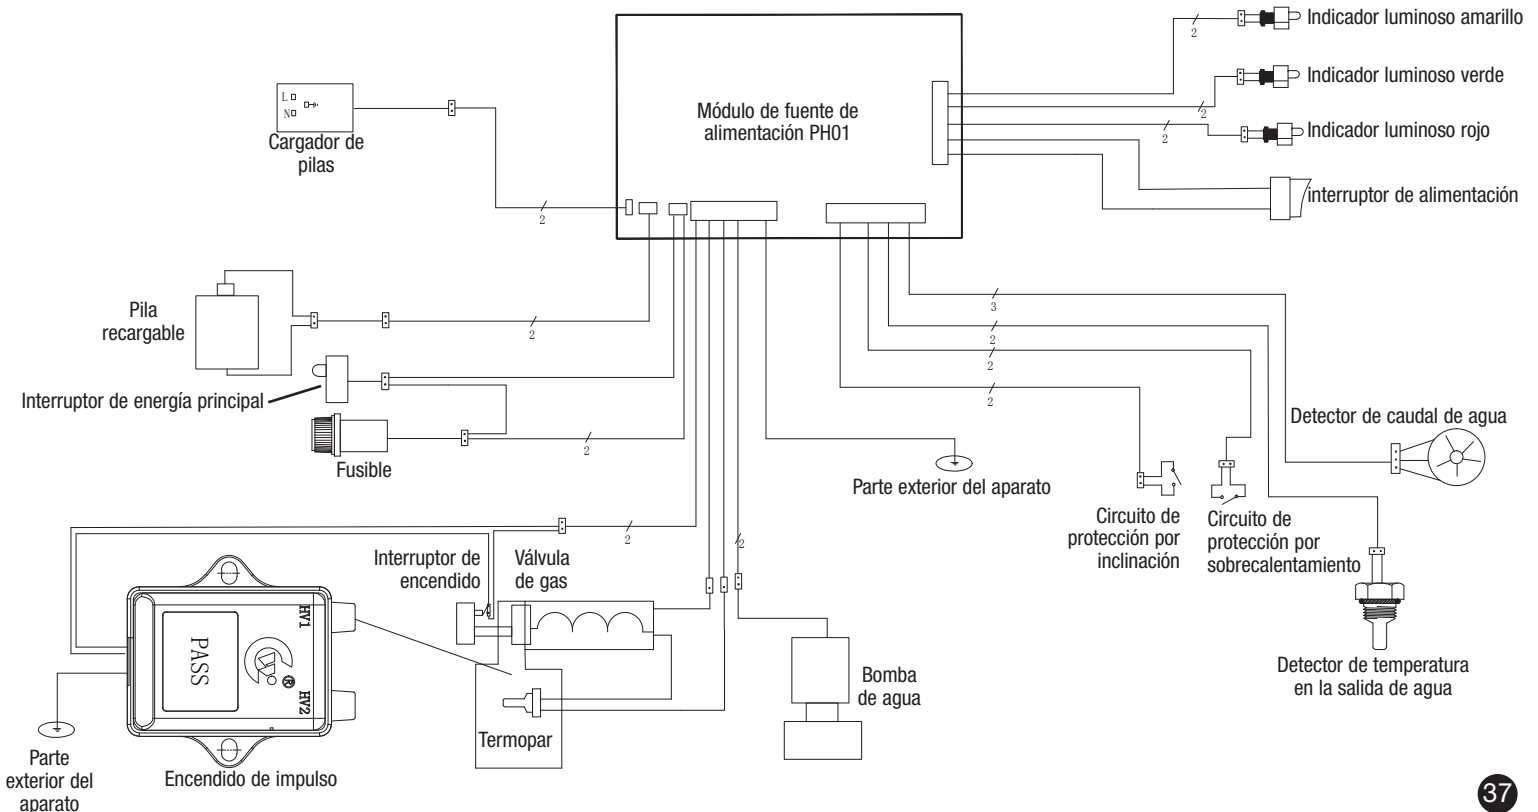 Indicador luminoso amarillo
2
Indicador luminoso verde
2
Indicador luminoso rojo
2
interruptor de alimentación
Módulo de fuente de
alimentación PH01
L
N
Cargador de
pilas
2
Pila
recargable
2
Interruptor de energía principal
Fusible
2
3
2
2
2
Detector de caudal de agua
Parte exterior del aparato
Circuito de
protección por
inclinación
Circuito de
protección por
sobrecalentamiento
Detector de temperatura
en la salida de agua
2
2
Interruptor de
encendido
Válvula
de gas
HV1
PASS
®
HV2
Termopar
Bomba
de agua
Parte
exterior del
aparato
Encendido de impulso
37